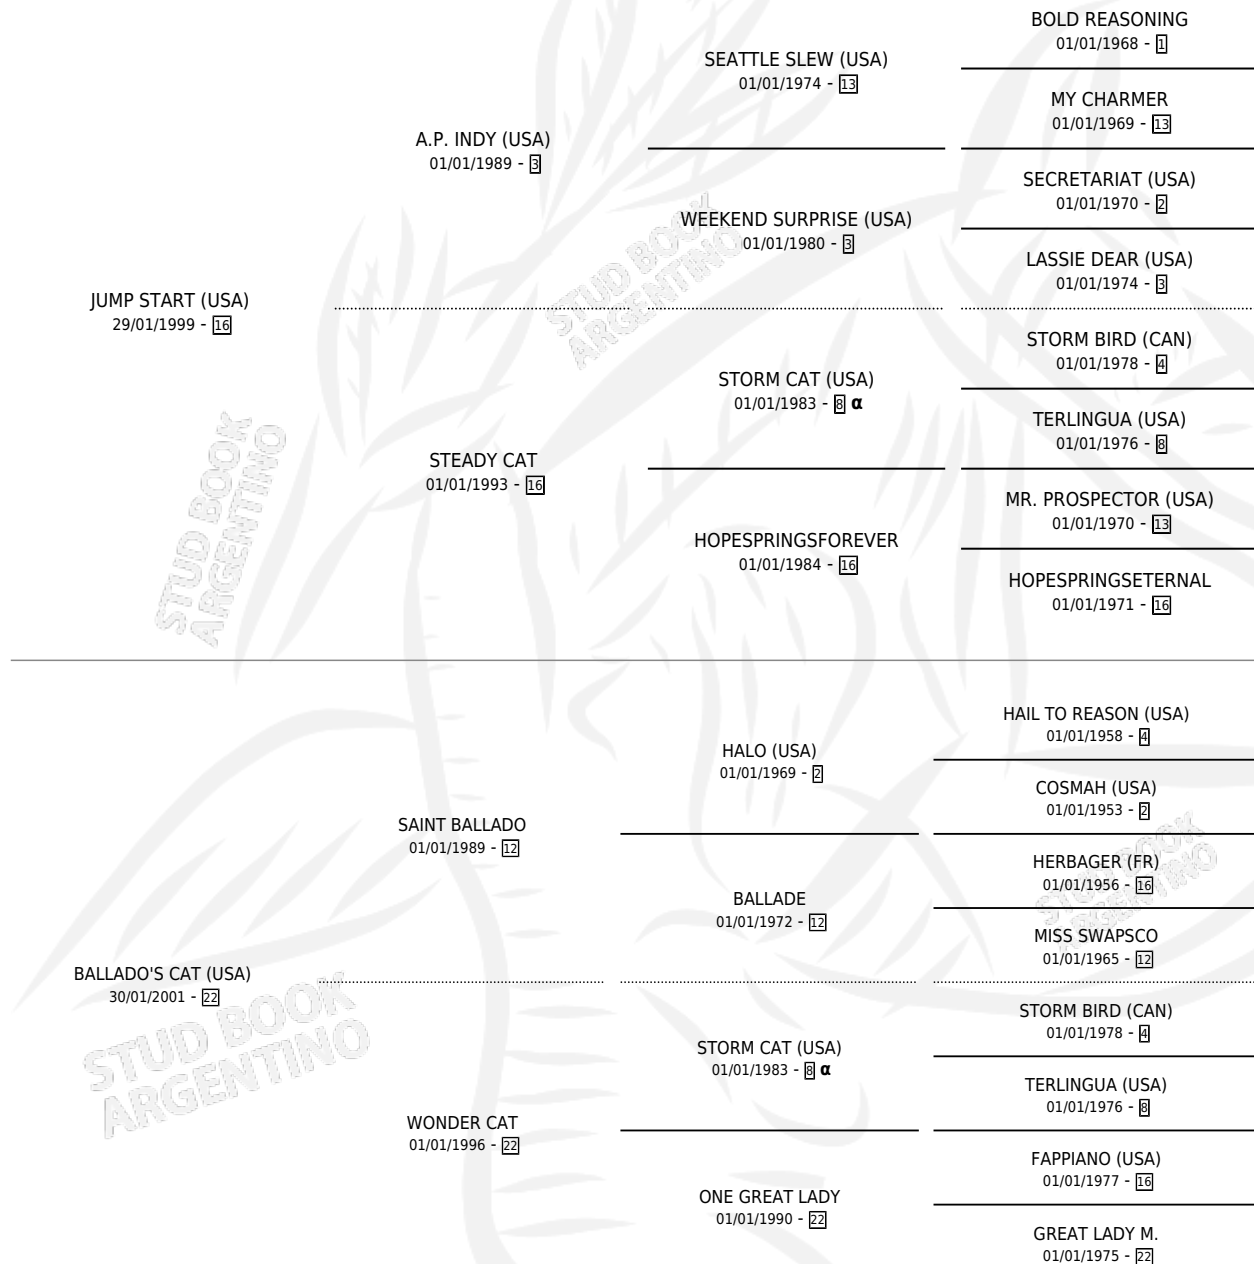 BOLD REASONING
01/01/1968 - 1
SEATTLE SLEW (USA)
01/01/1974 - 13
MY CHARMER
01/01/1969 - 13
A.P. INDY (USA)
01/01/1989 - 3
SECRETARIAT (USA)
01/01/1970 - 2
WEEKEND SURPRISE (USA)
01/01/1980 - 3
LASSIE DEAR (USA)
01/01/1974 - 3
STUD BOOK
ARGENTINO
JUMP START (USA)
29/01/1999 - 16
STORM BIRD (CAN)
01/01/1978 - 4
STORM CAT (USA)
01/01/1983 - 8 α
TERLINGUA (USA)
01/01/1976 - 8
STEADY CAT
01/01/1993 - 16
MR. PROSPECTOR (USA)
01/01/1970 - 13
HOPESPRINGSFOREVER
01/01/1984 - 16
HOPESPRINGSETERNAL
01/01/1971 - 16
STUD BOOK
ARGENTINO
HAIL TO REASON (USA)
01/01/1958 - 4
HALO (USA)
01/01/1969 - 2
COSMAH (USA)
01/01/1953 - 2
SAINT BALLADO
01/01/1989 - 12
HERBAGER (FR)
01/01/1956 - 16
BALLADE
01/01/1972 - 12
MISS SWAPSCO
01/01/1965 - 12
STUD BOOK
ARGENTINO
BALLADO'S CAT (USA)
30/01/2001 - 22
STORM BIRD (CAN)
01/01/1978 - 4
STORM CAT (USA)
01/01/1983 - 8 α
TERLINGUA (USA)
01/01/1976 - 8
WONDER CAT
01/01/1996 - 22
FAPPIANO (USA)
01/01/1977 - 16
ONE GREAT LADY
01/01/1990 - 22
GREAT LADY M.
01/01/1975 - 22
STUD BOOK
ARGENTINO